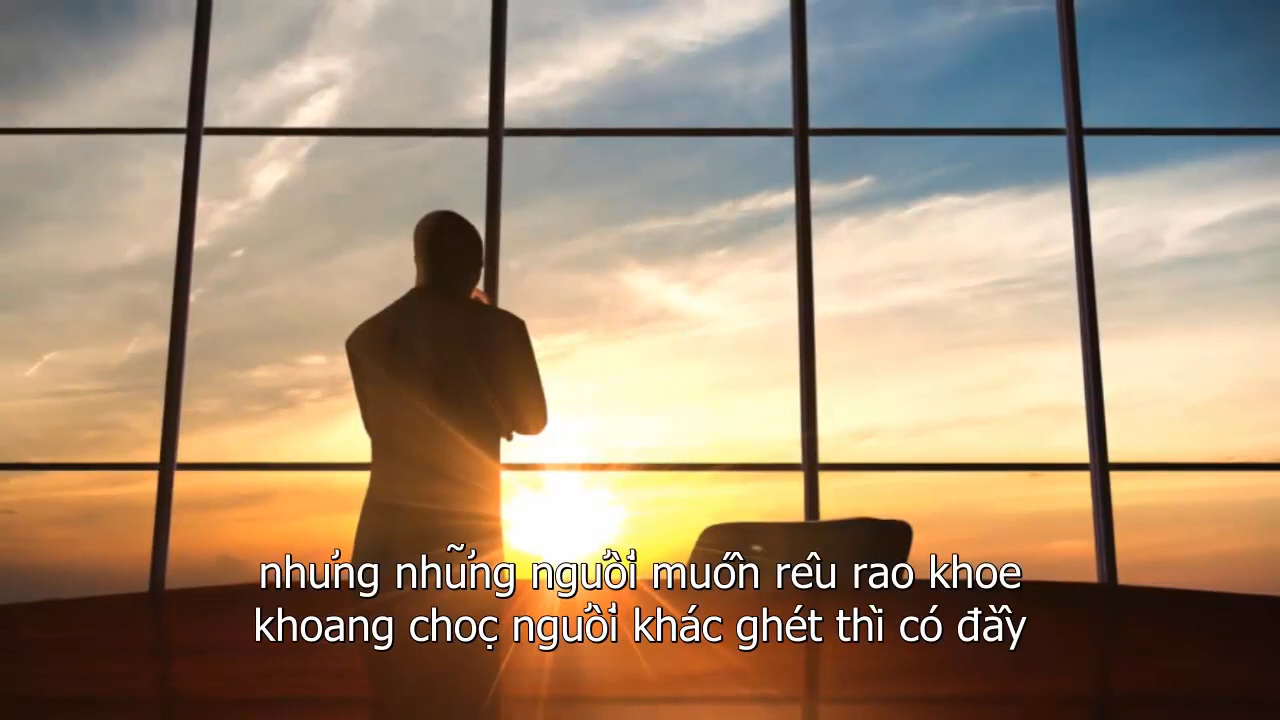 nhưng những người muốn rêu rao khoe
khoang chọc người khác ghét thì có đầy